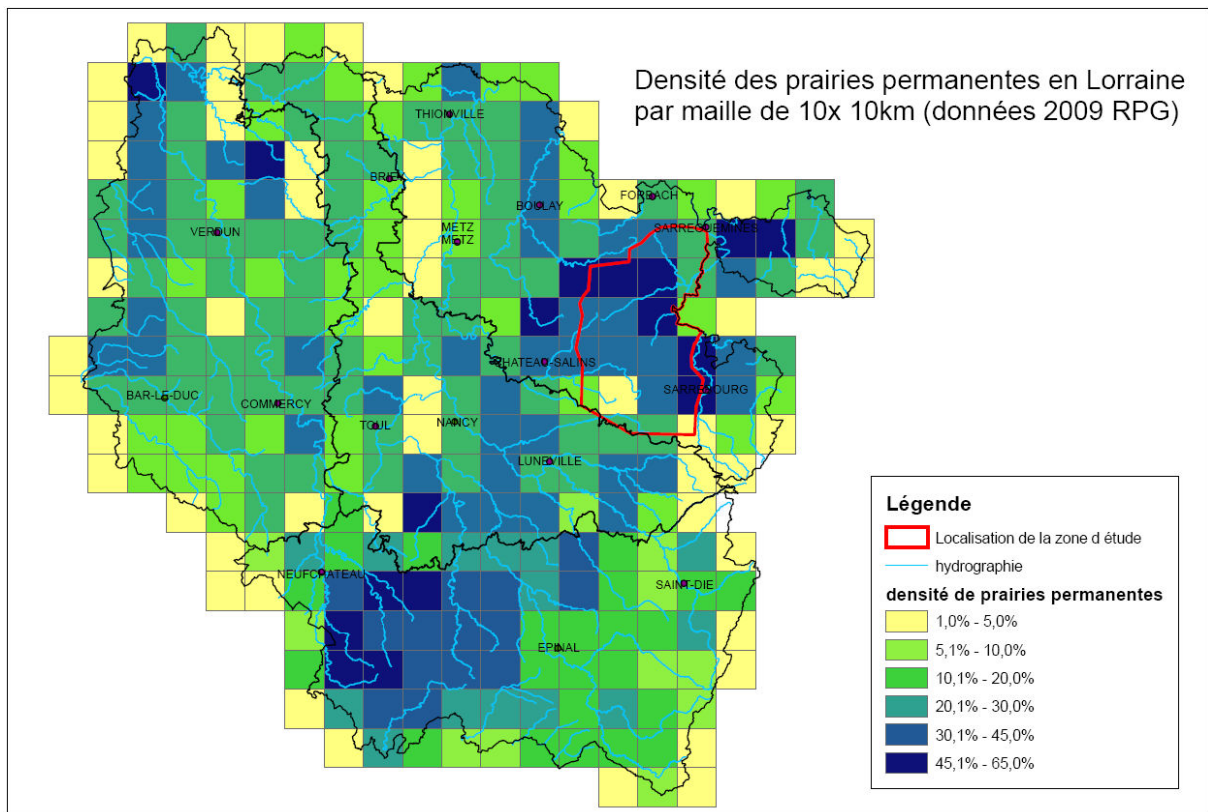 Densité des prairies permanentes en Lorraine
par maille de 10x 10km (données 2009 RPG)
THIONVILLE
BRIEY
FORBACH
BOULAY
VERDUN
METZ
METZ
SARREGUEMINES
CHATEAU-SALINS
SARREBOURG
BAR-LE-DUC
COMMERCY
TOUL
NANCY
LUNEVILLE
NEUFCHATEAU
SAINT-DIE
EPINAL
Légende
Localisation de la zone d étude
hydrographie
densité de prairies permanentes
1,0% - 5,0%
5,1% - 10,0%
10,1% - 20,0%
20,1% - 30,0%
30,1% - 45,0%
45,1% - 65,0%